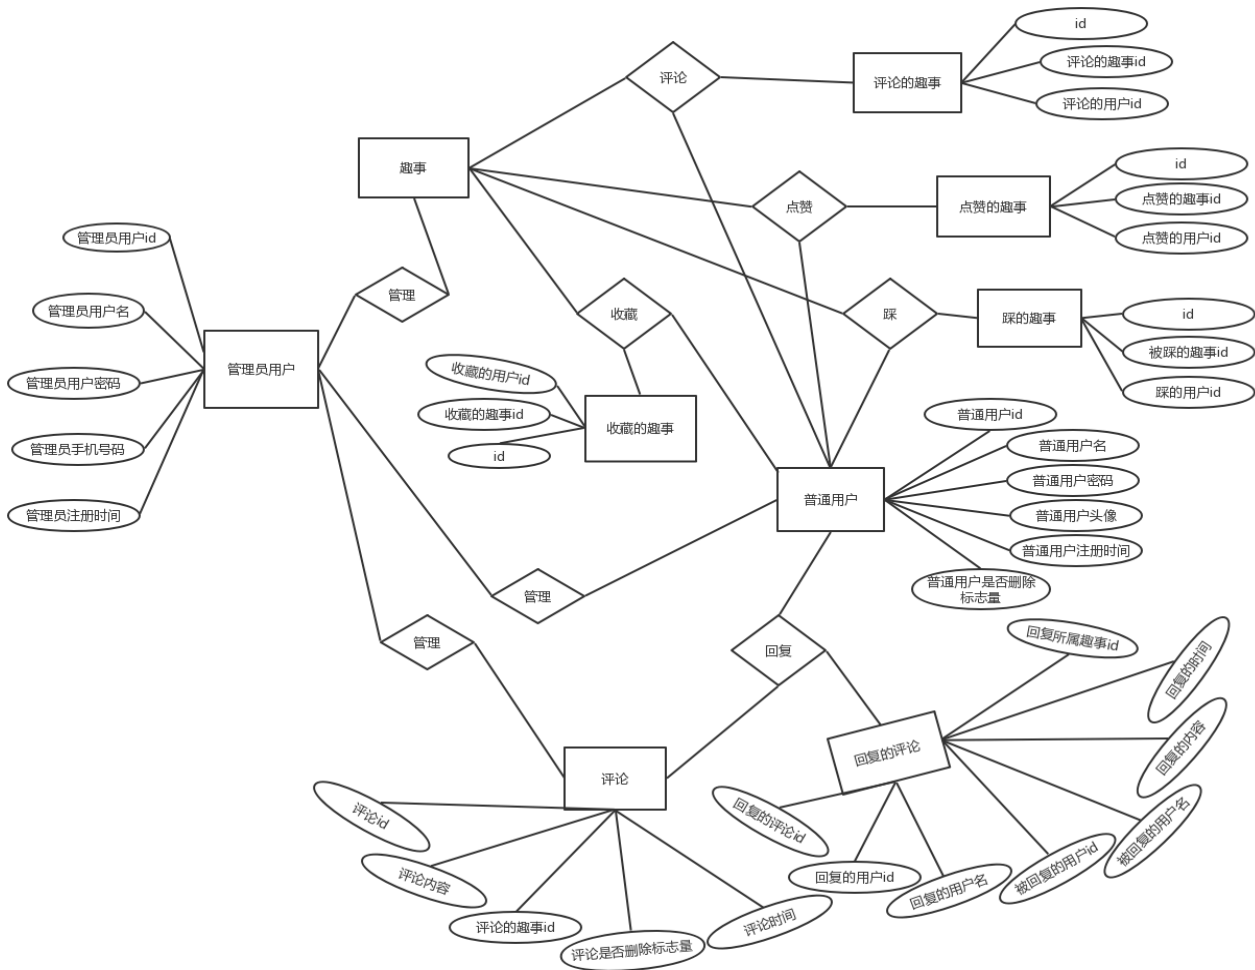 id
评论的趣事id
评论的用户id
评论
评论的趣事
趣事
id
点赞的趣事id
点赞的用户id
点赞
点赞的趣事
管理员用户id
管理员用户名
管理员用户密码
管理员手机号码
管理员注册时间
管理员用户
管理
收藏
踩
踩的趣事
id
被踩的趣事id
踩的用户id
收藏的用户id
收藏的趣事id
id
收藏的趣事
普通用户id
普通用户名
普通用户密码
普通用户头像
普通用户注册时间
普通用户是否删除
标志量
普通用户
管理
管理
回复
回复所属趣事id
回复的时间
回复的内容
被回复的用户名
被回复的用户id
回复的用户名
回复的用户id
回复的评论id
回复的评论
评论
评论id
评论内容
评论的趣事id
评论是否删除标志量
评论时间